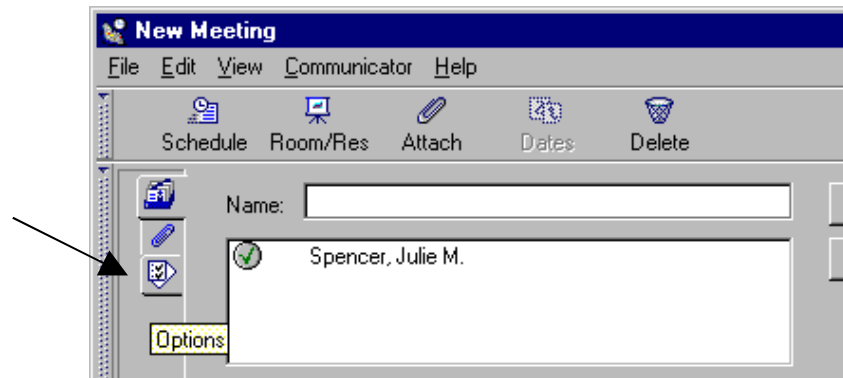 New Meeting
File Edit View Communicator Help
Schedule Room/Res Attach Dates Delete
Name:
Spencer, Julie M.
Options